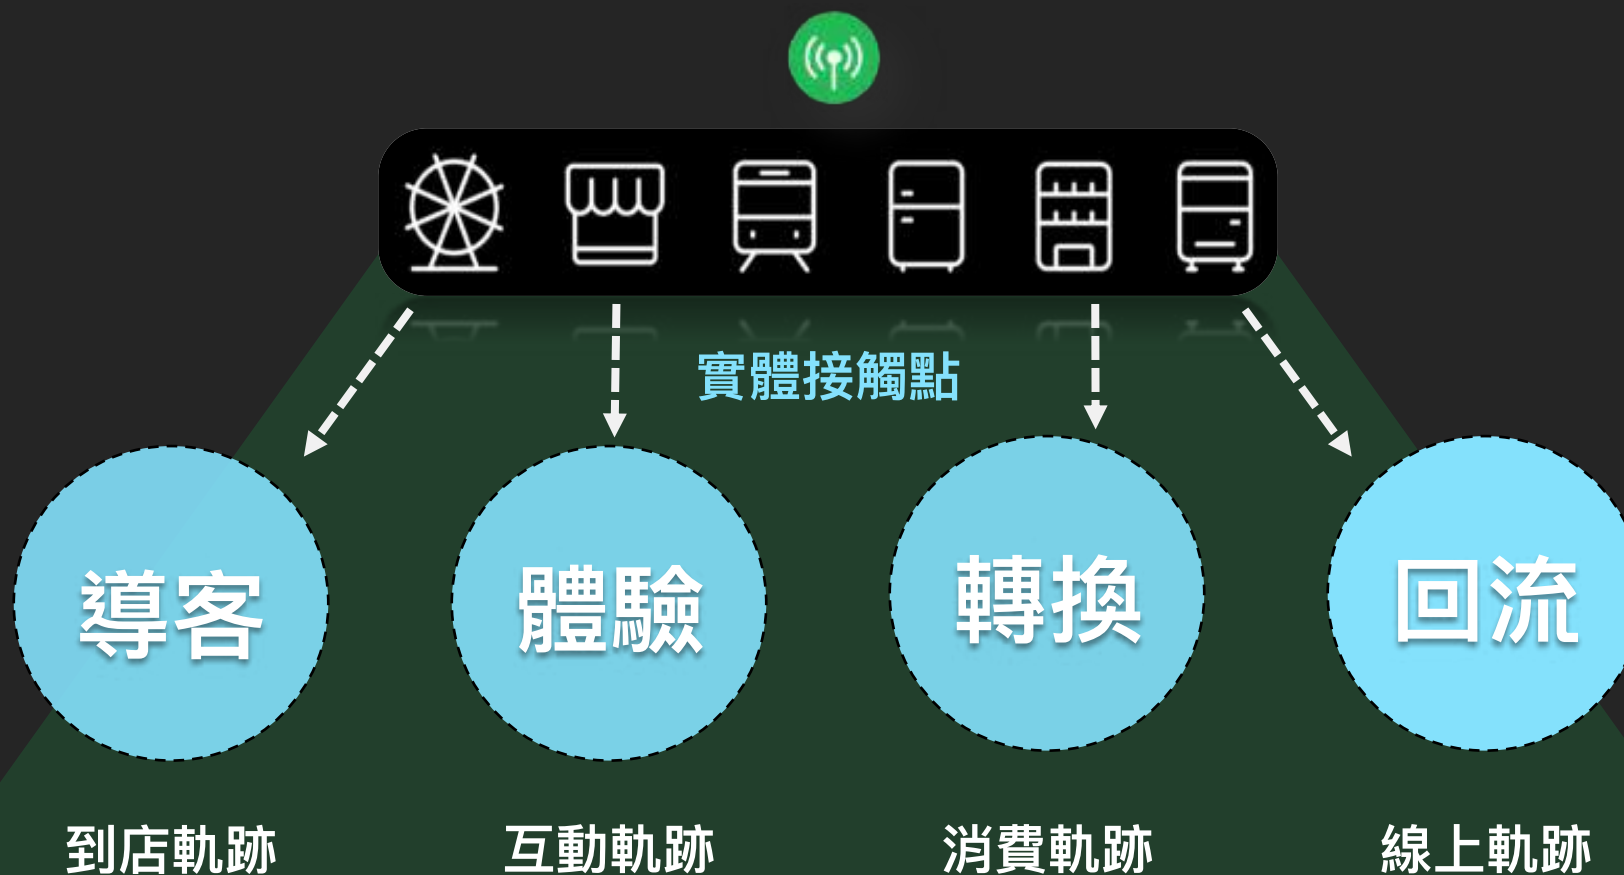 實體接觸點
導客
體驗
轉換
回流
到店軌跡
互動軌跡
消費軌跡
線上軌跡